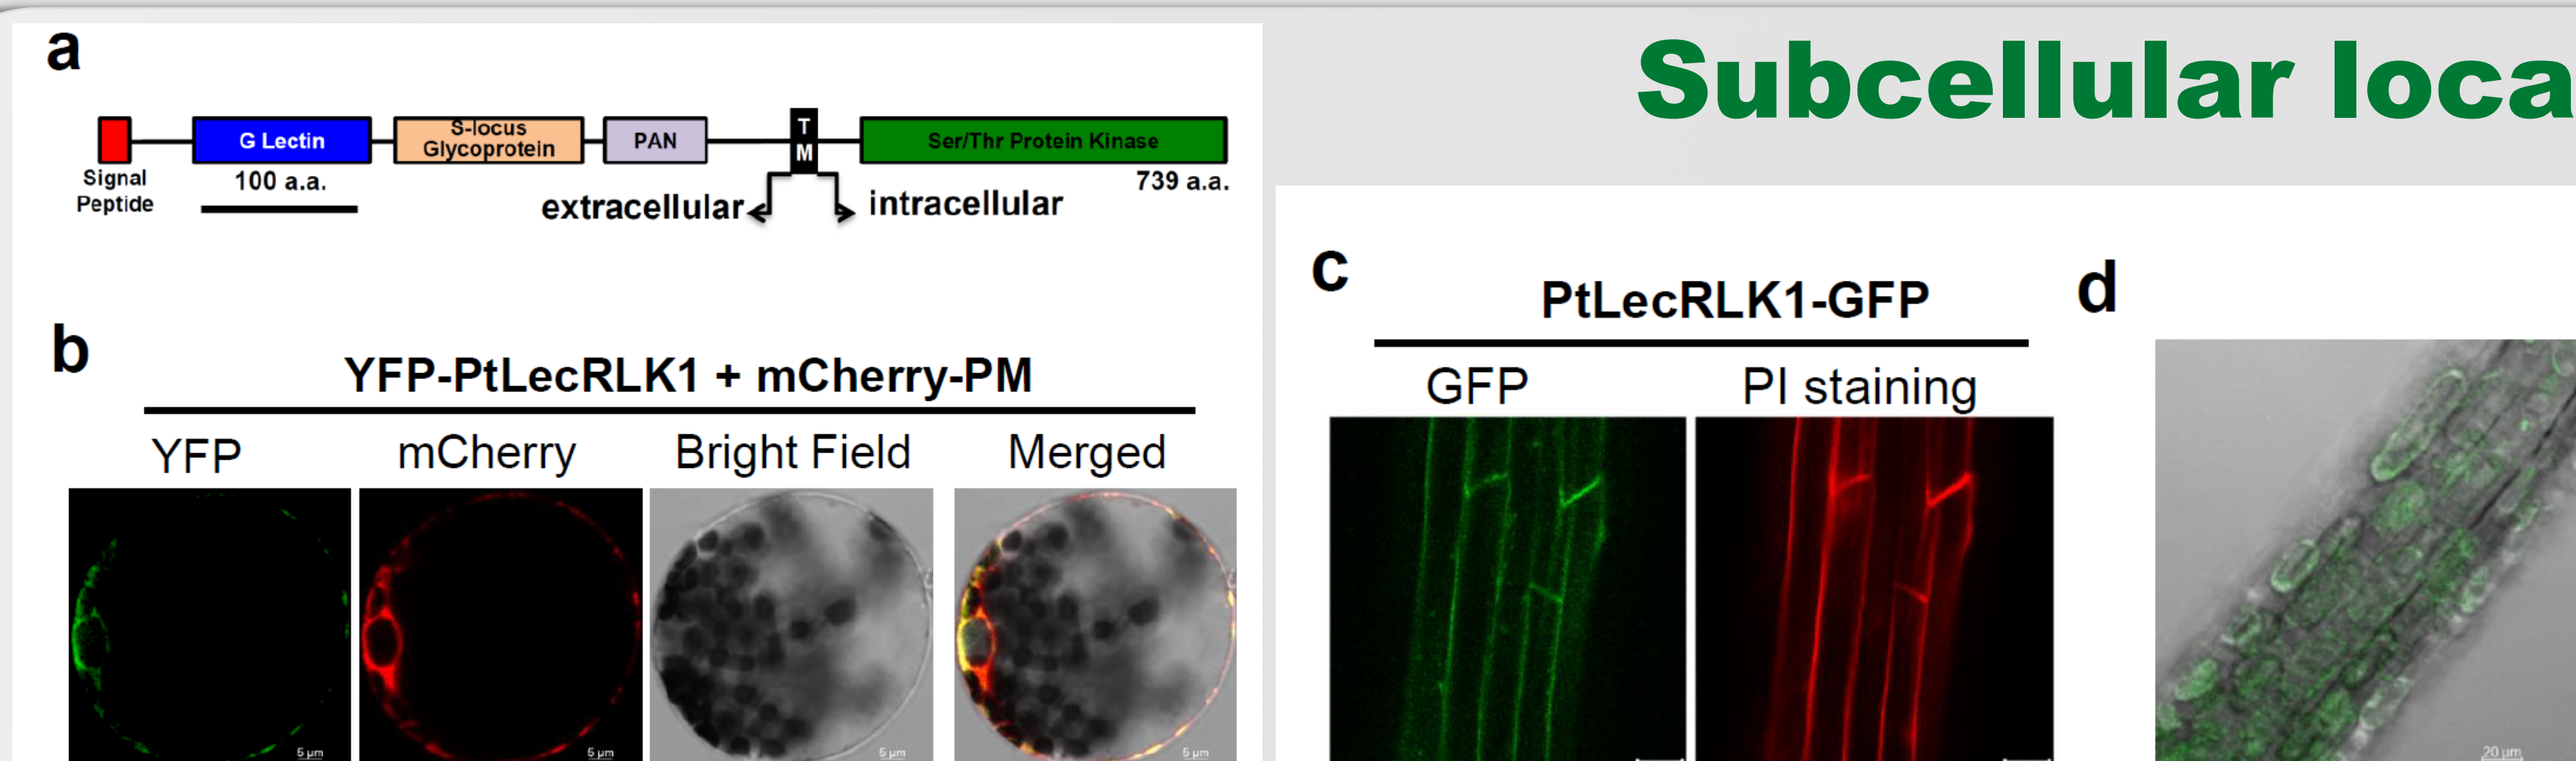 a
Subcellular loca
T
M
G Lectin
S-locus
Glycoprotein
PAN
Ser/Thr Protein Kinase
Signal
Peptide
100 a.a.
739 a.a.
extracellular
intracellular
b
YFP-PtLecRLK1 + mCherry-PM
YFP
mCherry
Bright Field
Merged
5 µm
5 µm
5 µm
5 µm
c
PtLecRLK1-GFP
GFP
PI staining
d
20 µm